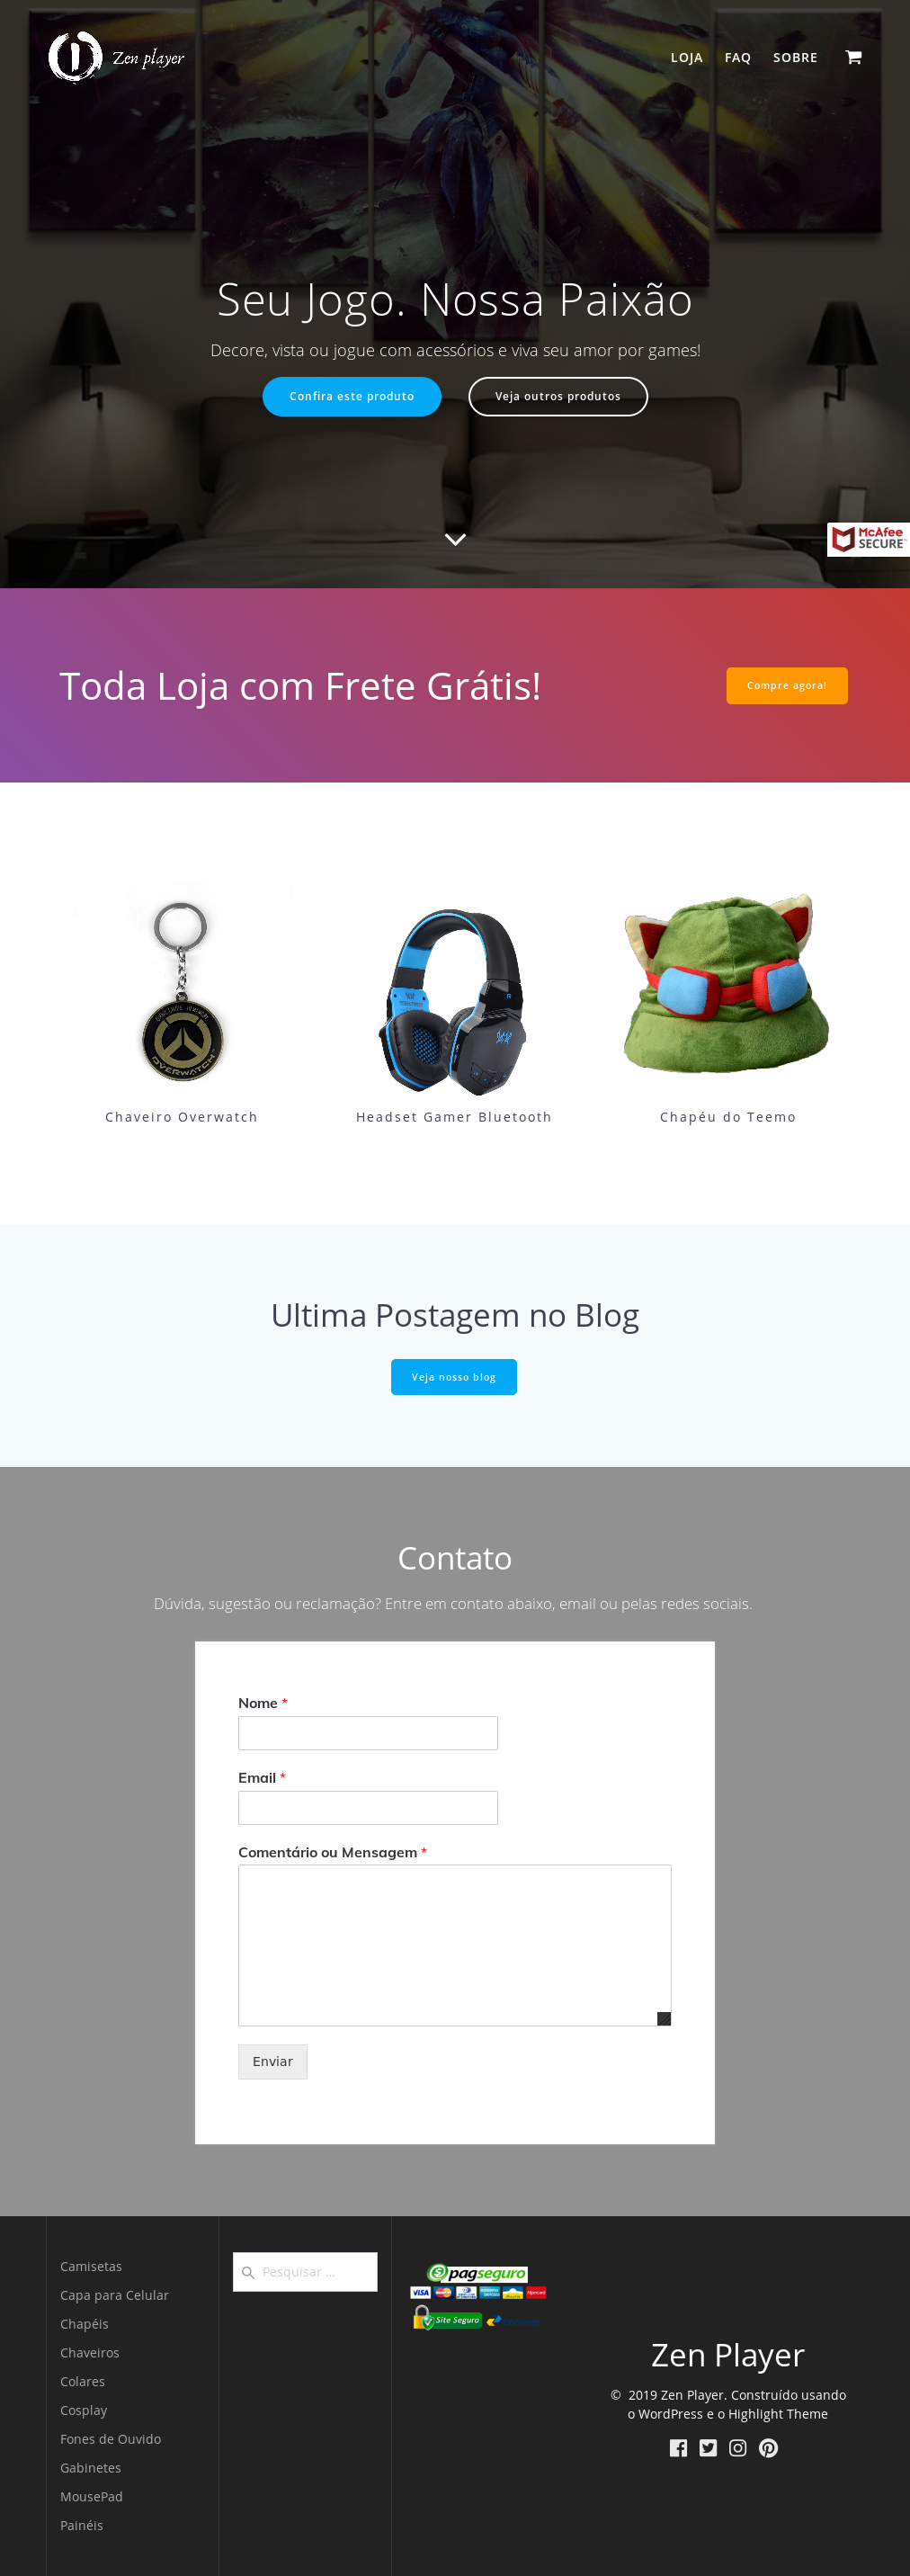 Zen player
LOJA FAQ SOBRE
Seu Jogo. Nossa Paixão
Decore, vista ou jogue com acessórios e viva seu amor por games!
Confira este produto
Veja outros produtos
McAfee
SECURE
Toda Loja com Frete Grátis!
Compre agora!
OVERWATCH
Chaveiro Overwatch
Headset Gamer Bluetooth
Chapéu do Teemo
Ultima Postagem no Blog
Veja nosso blog
Contato
Dúvida, sugestão ou reclamação? Entre em contato abaixo, email ou pelas redes sociais.
Nome *
Email *
Comentário ou Mensagem *
Enviar
Camisetas
Capa para Celular
Chapéis
Chaveiros
Colares
Cosplay
Fones de Ouvido
Gabinetes
MousePad
Painéis
Pesquisar ...
pagseguro
VISA
Site Seguro
Zen Player
© 2019 Zen Player. Construído usando
o WordPress e o Highlight Theme